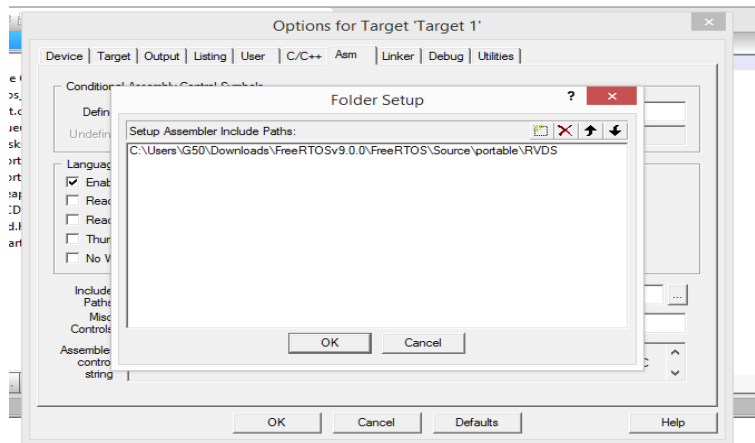 Options for Target 'Target 1'
Device Target Output Listing User C/C++ Asm Linker Debug Utilities
Folder Setup
?
Defin
Undefin
Setup Assembler Include Paths:
C:\Users\G50\Downloads\FreeRTOSv9.0.0\FreeRTOS\Source\portable\RVDS
Languag
Enab
Read
Read
Thum
No W
Include
Paths
Misc
Controls
...
OK Cancel
Assemble
contro
string
OK Cancel Defaults Help